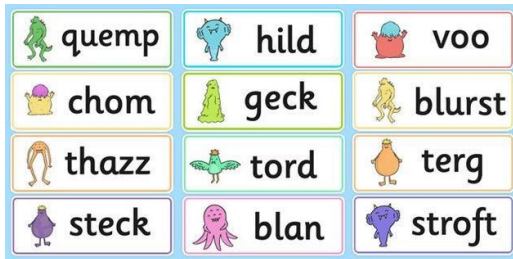 quemp
hild
voo
chom
geck
blurst
thazz
tord
terg
steck
blan
stroft